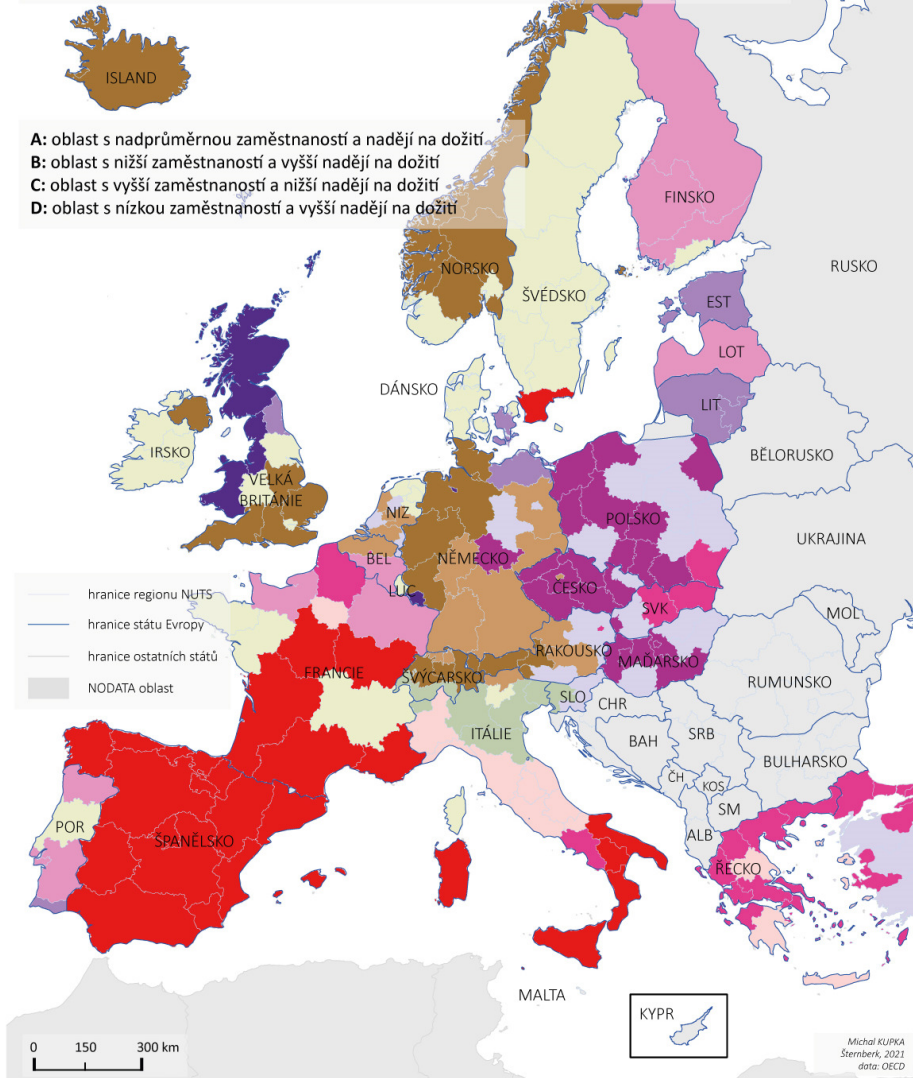 ISLAND
A: oblast s nadprůměrnou zaměstnaností a nadějí na dožití
B: oblast s nižší zaměstnaností a vyšší nadějí na dožití
C: oblast s vyšší zaměstnaností a nižší nadějí na dožití
D: oblast s nízkou zaměstnaností a vyšší nadějí na dožití
FINSKO
NORSKO
RUSKO
ŠVÉDSKO
EST
LOT
DÁNSKO
LIT
IRSKO
BĚLORUSKO
VELKÁ
BRITÁNIE
NIZ
POLSKO
UKRAJINA
BEL
NĚMECKO
LUC
ČESKO
hranice regionu NUTS
SVK
MOL
hranice státu Evropy
RAKOUSKO
MAĎARSKO
hranice ostatních států
FRANCIE
ŠVÝCARSKO
RUMUNSKO
NODATA oblast
SLO
CHR
ITÁLIE
BAH
SRB
BULHARSKO
ČH
KOS
SM
POR
ŠPANĚLSKO
ALB
ŘECKO
MALTA
KYPR
0 150 300 km
Michal KUPKA
Šternberk, 2021
data: OECD